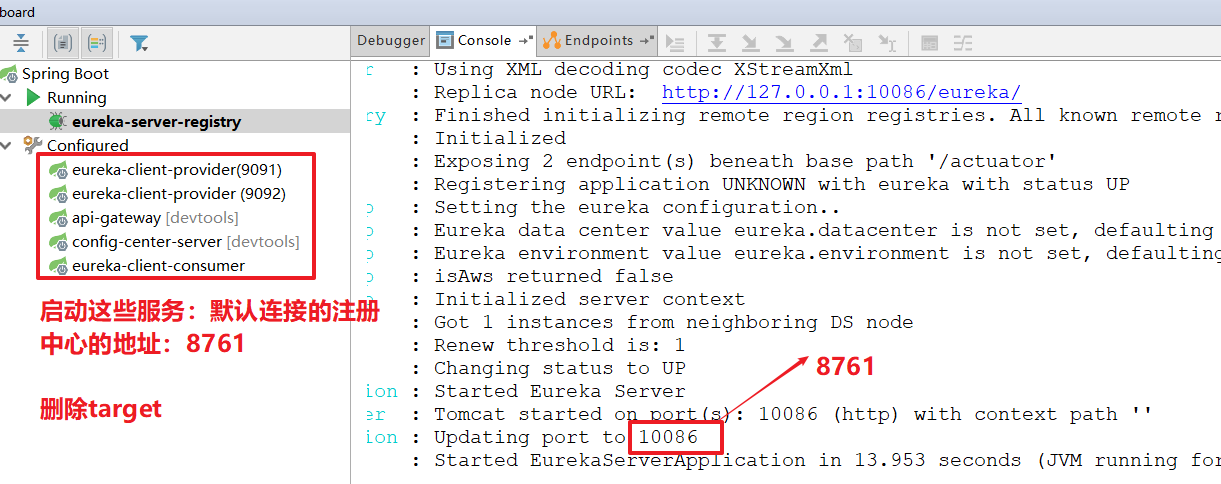 board
Debugger Console Endpoints
Spring Boot
Running
eureka-server-registry
Configured
eureka-client-provider(9091)
eureka-client-provider (9092)
api-gateway [devtools]
config-center-server [devtools]
eureka-client-consumer
启动这些服务：默认连接的注册
中心的地址：8761
删除target
r : Using XML decoding codec XStreamXml
: Replica node URL: http://127.0.0.1:10086/eureka/
ry : Finished initializing remote region registries. All known remote r
: Initialized
: Exposing 2 endpoint(s) beneath base path '/actuator'
: Registering application UNKNOWN with eureka with status UP
o : Setting the eureka configuration..
o : Eureka data center value eureka.datacenter is not set, defaulting
o : Eureka environment value eureka.environment is not set, defaulting
o : isAws returned false
o : Initialized server context
: Got 1 instances from neighboring DS node
: Renew threshold is: 1
: Changing status to UP
8761
ion : Started Eureka Server
er : Tomcat started on port(s): 10086 (http) with context path ''
ion : Updating port to 10086
: Started EurekaServerApplication in 13.953 seconds (JVM running for